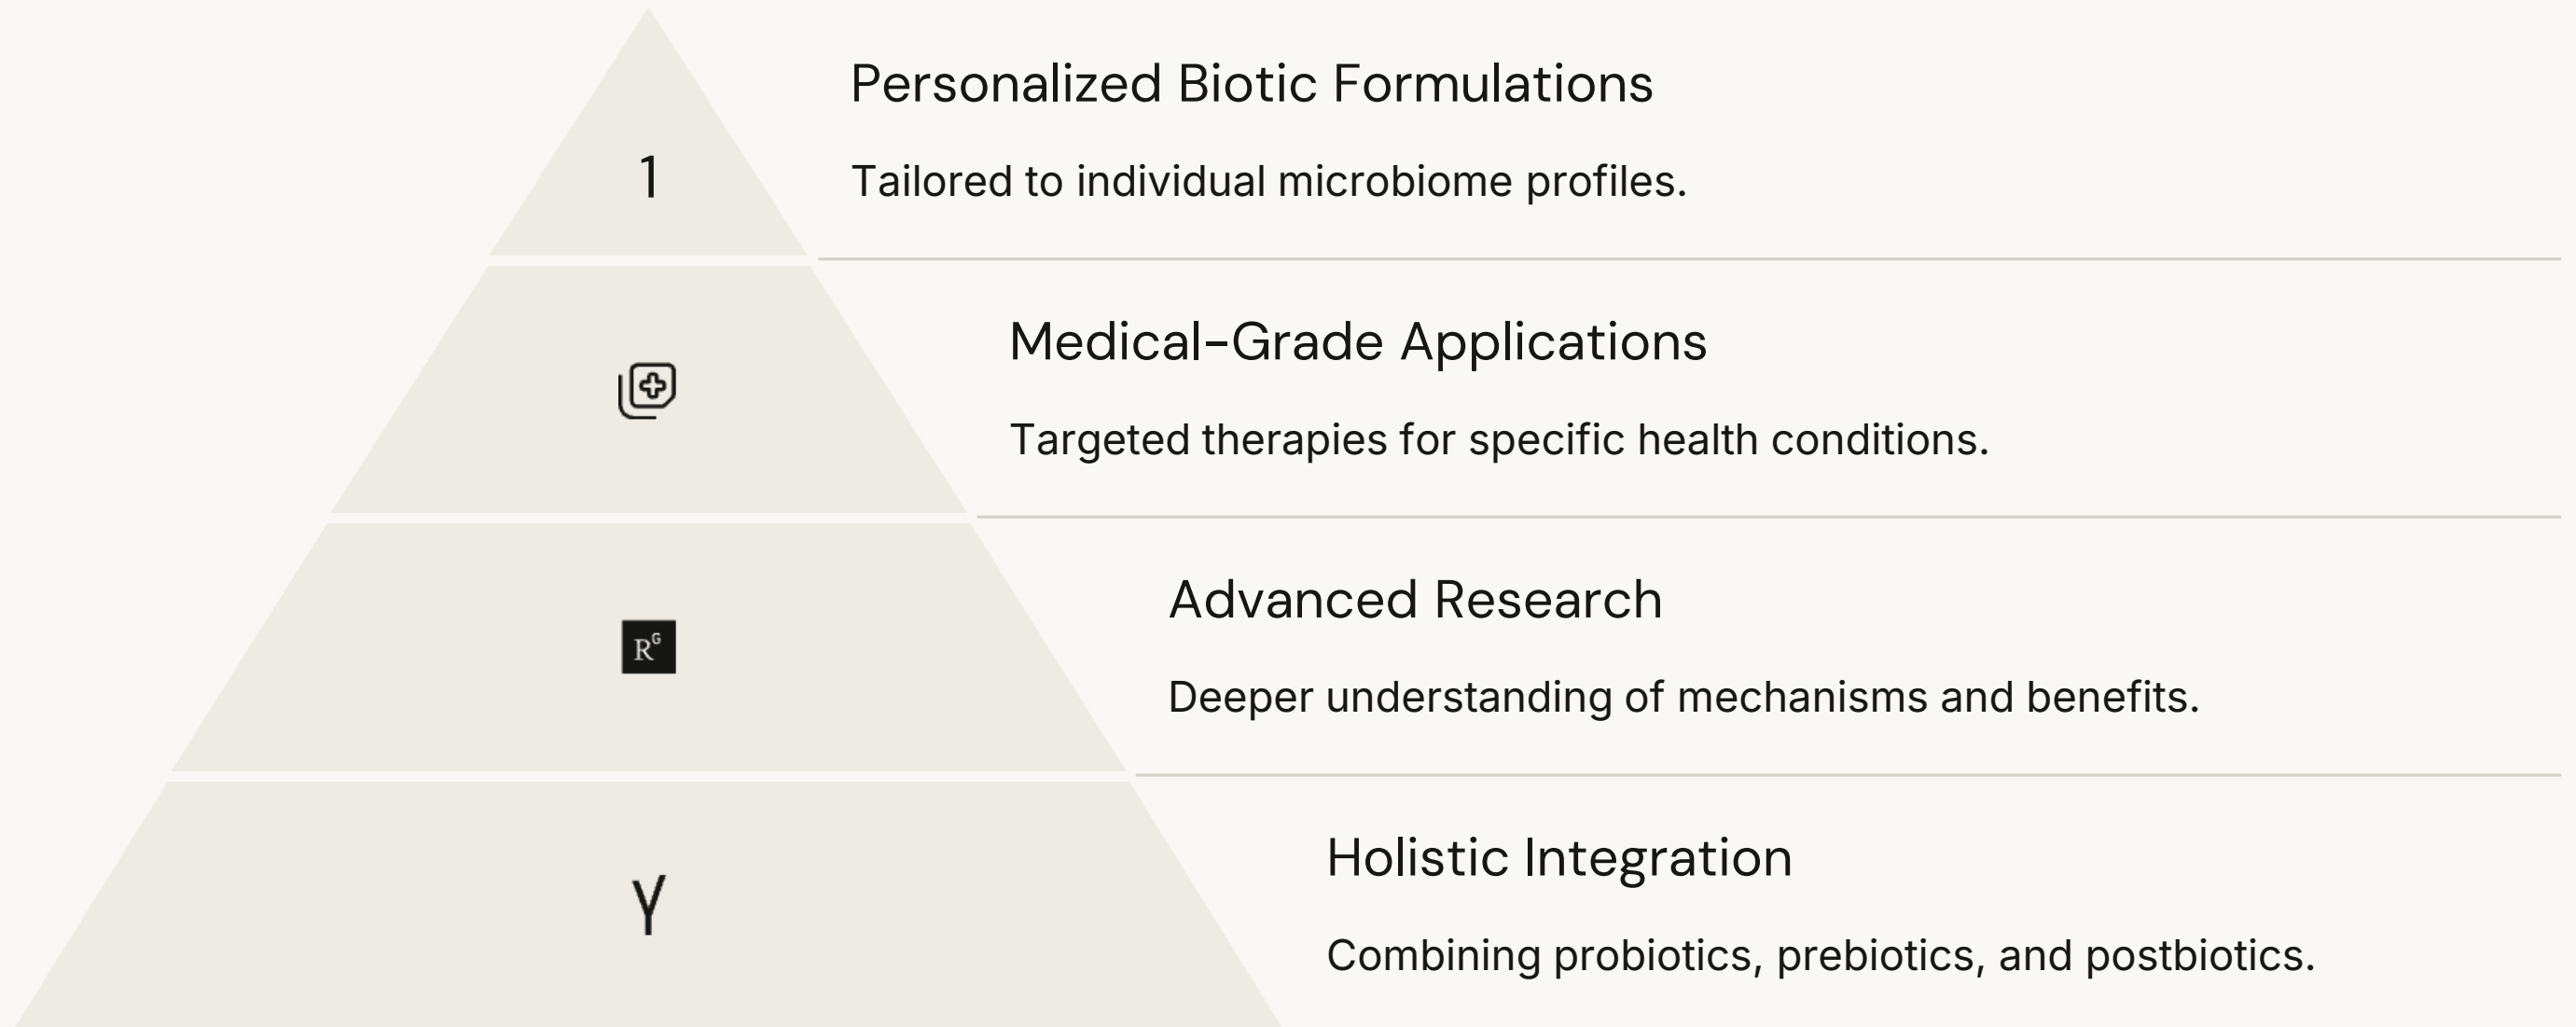 Personalized Biotic Formulations
1
Tailored to individual microbiome profiles.
Medical-Grade Applications
Targeted therapies for specific health conditions.
Advanced Research
RG
Deeper understanding of mechanisms and benefits.
Holistic Integration
γ
Combining probiotics, prebiotics, and postbiotics.